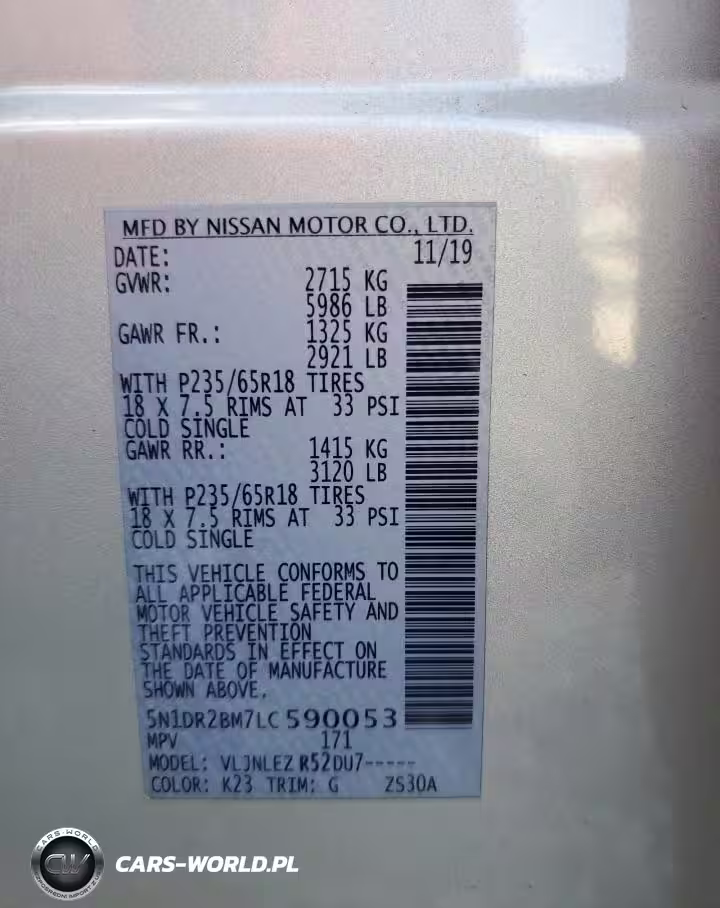 MFD BY NISSAN MOTOR CO., LTD.
DATE: 11/19
GVWR: 2715 KG
5986 LB
GAWR FR.: 1325 KG
2921 LB
WITH P235/65R18 TIRES
18 X 7.5 RIMS AT 33 PSI
COLD SINGLE
GAWR RR.: 1415 KG
3120 LB
WITH P235/65R18 TIRES
18 X 7.5 RIMS AT 33 PSI
COLD SINGLE
THIS VEHICLE CONFORMS TO
ALL APPLICABLE FEDERAL
MOTOR VEHICLE SAFETY AND
THEFT PREVENTION
STANDARDS IN EFFECT ON
THE DATE OF MANUFACTURE
SHOWN ABOVE.
5N1DR2BM7LC590053
MPV 171
MODEL: VLJNLEZ R52DU7-----
COLOR: K23 TRIM: G ZS30A
CARS-WORLD
CW
CARS-WORLD.PL